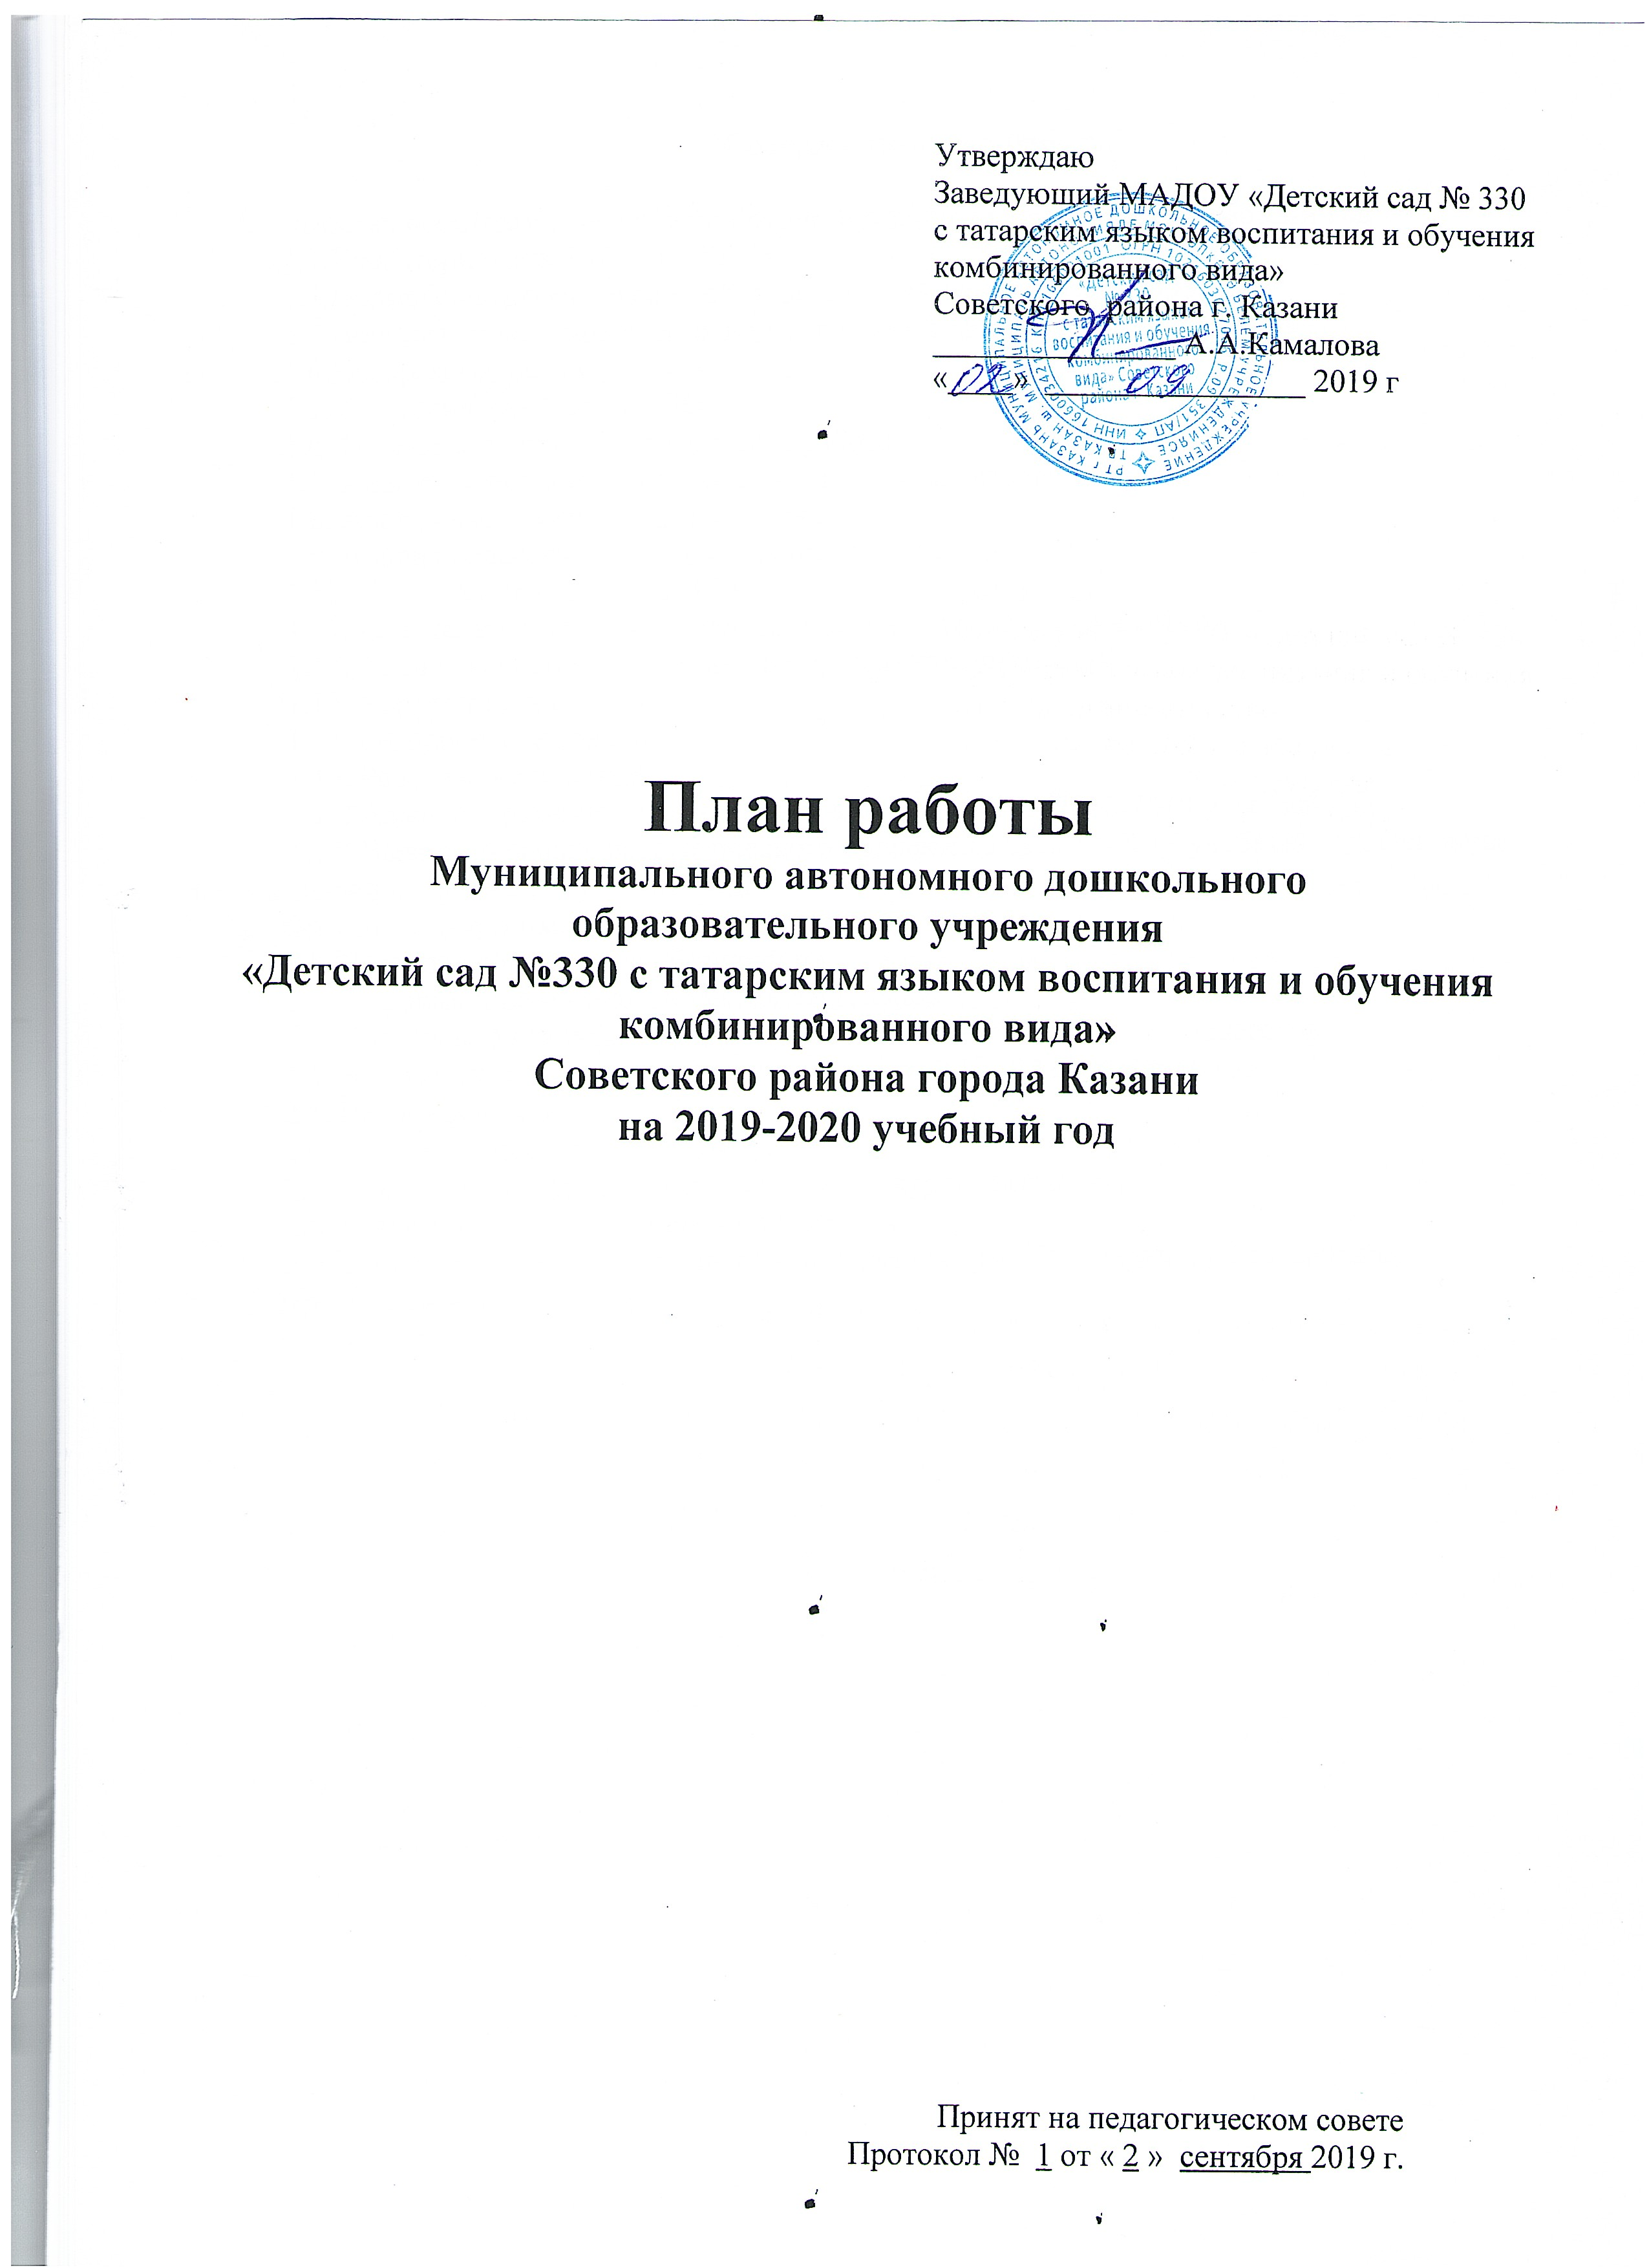 Утверждаю
Заведующий МАДОУ «Детский сад № 330
с татарским языком воспитания и обучения
комбинированного вида»
Советского района г. Казани
А.А.Камалова
«02» 09 2019 г
План работы
Муниципального автономного дошкольного
образовательного учреждения
«Детский сад №330 с татарским языком воспитания и обучения
комбинированного вида»
Советского района города Казани
на 2019-2020 учебный год
Принят на педагогическом совете
Протокол № 1 от « 2 » сентября 2019 г.